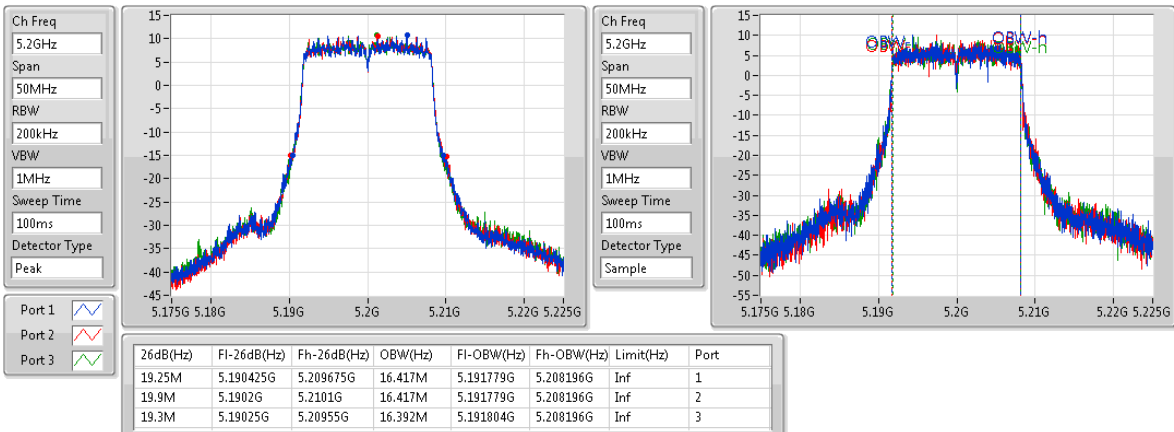 Ch Freq
5.2GHz
Span
50MHz
RBW
200kHz
VBW
1MHz
Sweep Time
100ms
Detector Type
Peak
15
10
5
0
-5
-10
-15
-20
-25
-30
-35
-40
-45
5.175G 5.18G 5.19G 5.2G 5.21G 5.22G 5.225G
Ch Freq
5.2GHz
Span
50MHz
RBW
200kHz
VBW
1MHz
Sweep Time
100ms
Detector Type
Sample
15
10
5
0
-5
-10
-15
-20
-25
-30
-35
-40
-45
-50
-55
OBW-h
5.175G 5.18G 5.19G 5.2G 5.21G 5.22G 5.225G
Port 1
Port 2
Port 3
26dB(Hz) Fl-26dB(Hz) Fh-26dB(Hz) OBW(Hz) Fl-OBW(Hz) Fh-OBW(Hz) Limit(Hz) Port
19.25M 5.190425G 5.209675G 16.417M 5.191779G 5.208196G Inf 1
19.9M 5.1902G 5.2101G 16.417M 5.191779G 5.208196G Inf 2
19.3M 5.19025G 5.20955G 16.392M 5.191804G 5.208196G Inf 3